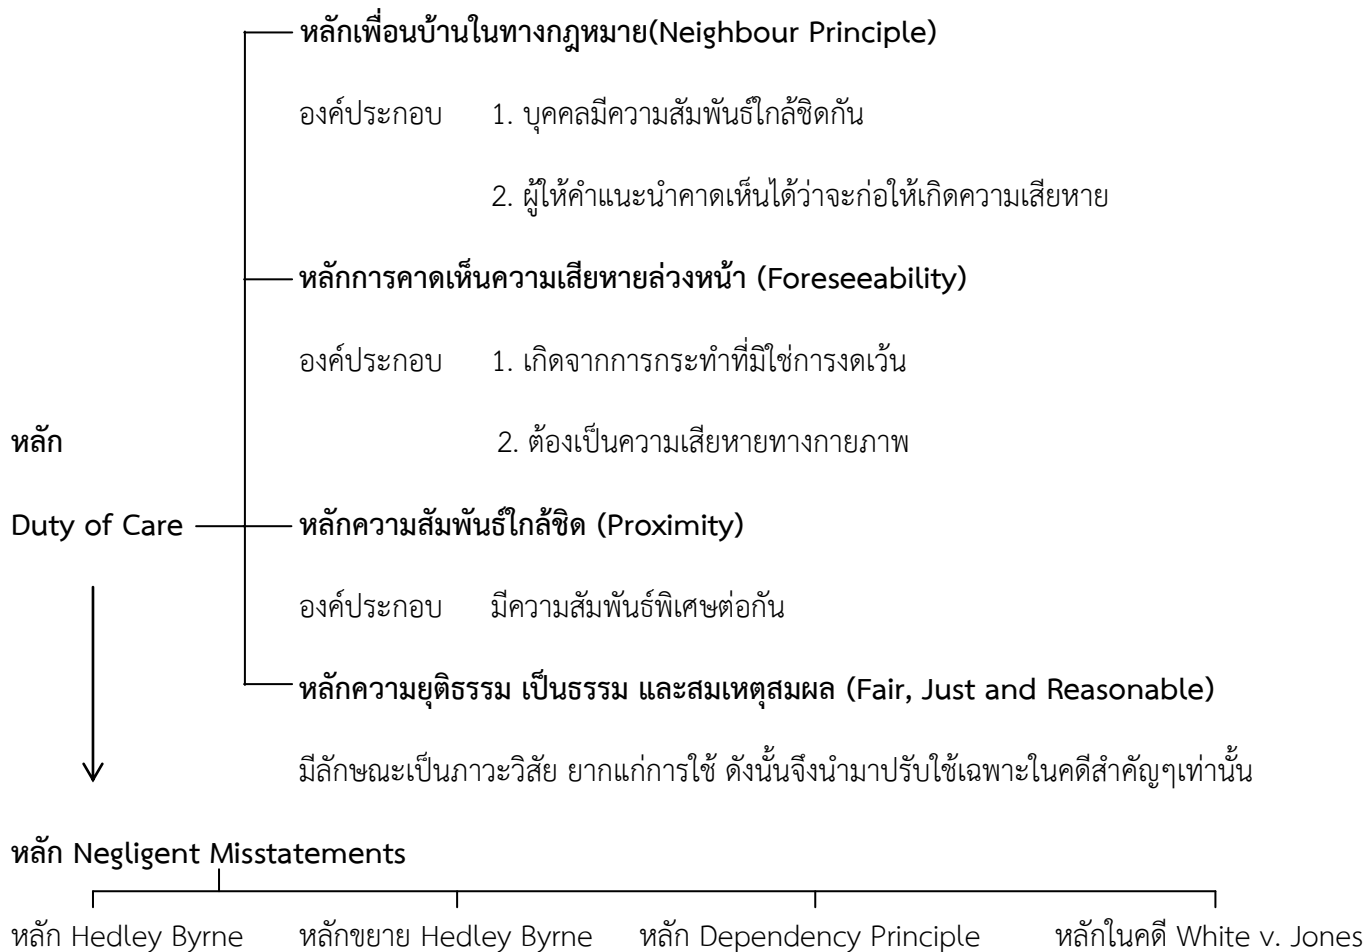 หลักเพื่อนบ้านในทางกฎหมาย(Neighbour Principle)
องค์ประกอบ 1. บุคคลมีความสัมพันธ์ใกล้ชิดกัน
2. ผู้ให้คำแนะนำคาดเห็นได้ว่าจะก่อให้เกิดความเสียหาย
หลักการคาดเห็นความเสียหายล่วงหน้า (Foreseeability)
องค์ประกอบ 1. เกิดจากการกระทำที่มิใช่การงดเว้น
หลัก 2. ต้องเป็นความเสียหายทางกายภาพ
Duty of Care หลักความสัมพันธ์ใกล้ชิด (Proximity)
องค์ประกอบ มีความสัมพันธ์พิเศษต่อกัน
หลักความยุติธรรม เป็นธรรม และสมเหตุสมผล (Fair, Just and Reasonable)
มีลักษณะเป็นภาวะวิสัย ยากแก่การใช้ ดังนั้นจึงนำมาปรับใช้เฉพาะในคดีสำคัญๆเท่านั้น
หลัก Negligent Misstatements
หลัก Hedley Byrne หลักขยาย Hedley Byrne หลัก Dependency Principle หลักในคดี White v. Jones